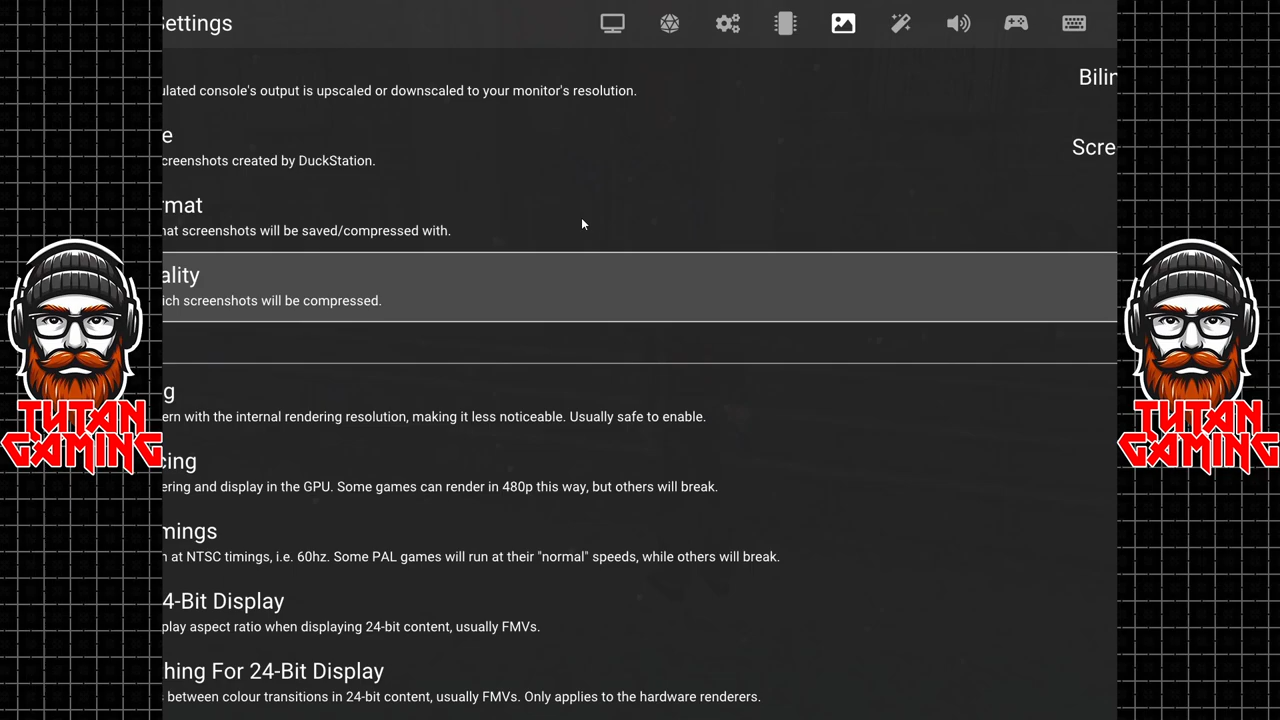 Settings
Bilin
ulated console's output is upscaled or downscaled to your monitor's resolution.
e
Scre
creenshots created by DuckStation.
rmat
nat screenshots will be saved/compressed with.
ality
ich screenshots will be compressed.
g
ern with the internal rendering resolution, making it less noticeable. Usually safe to enable.
cing
ering and display in the GPU. Some games can render in 480p this way, but others will break.
mings
n at NTSC timings, i.e. 60hz. Some PAL games will run at their "normal" speeds, while others will break.
4-Bit Display
play aspect ratio when displaying 24-bit content, usually FMVs.
hing For 24-Bit Display
s between colour transitions in 24-bit content, usually FMVs. Only applies to the hardware renderers.
TUTAN
GAMING
TUTAN
GAMING